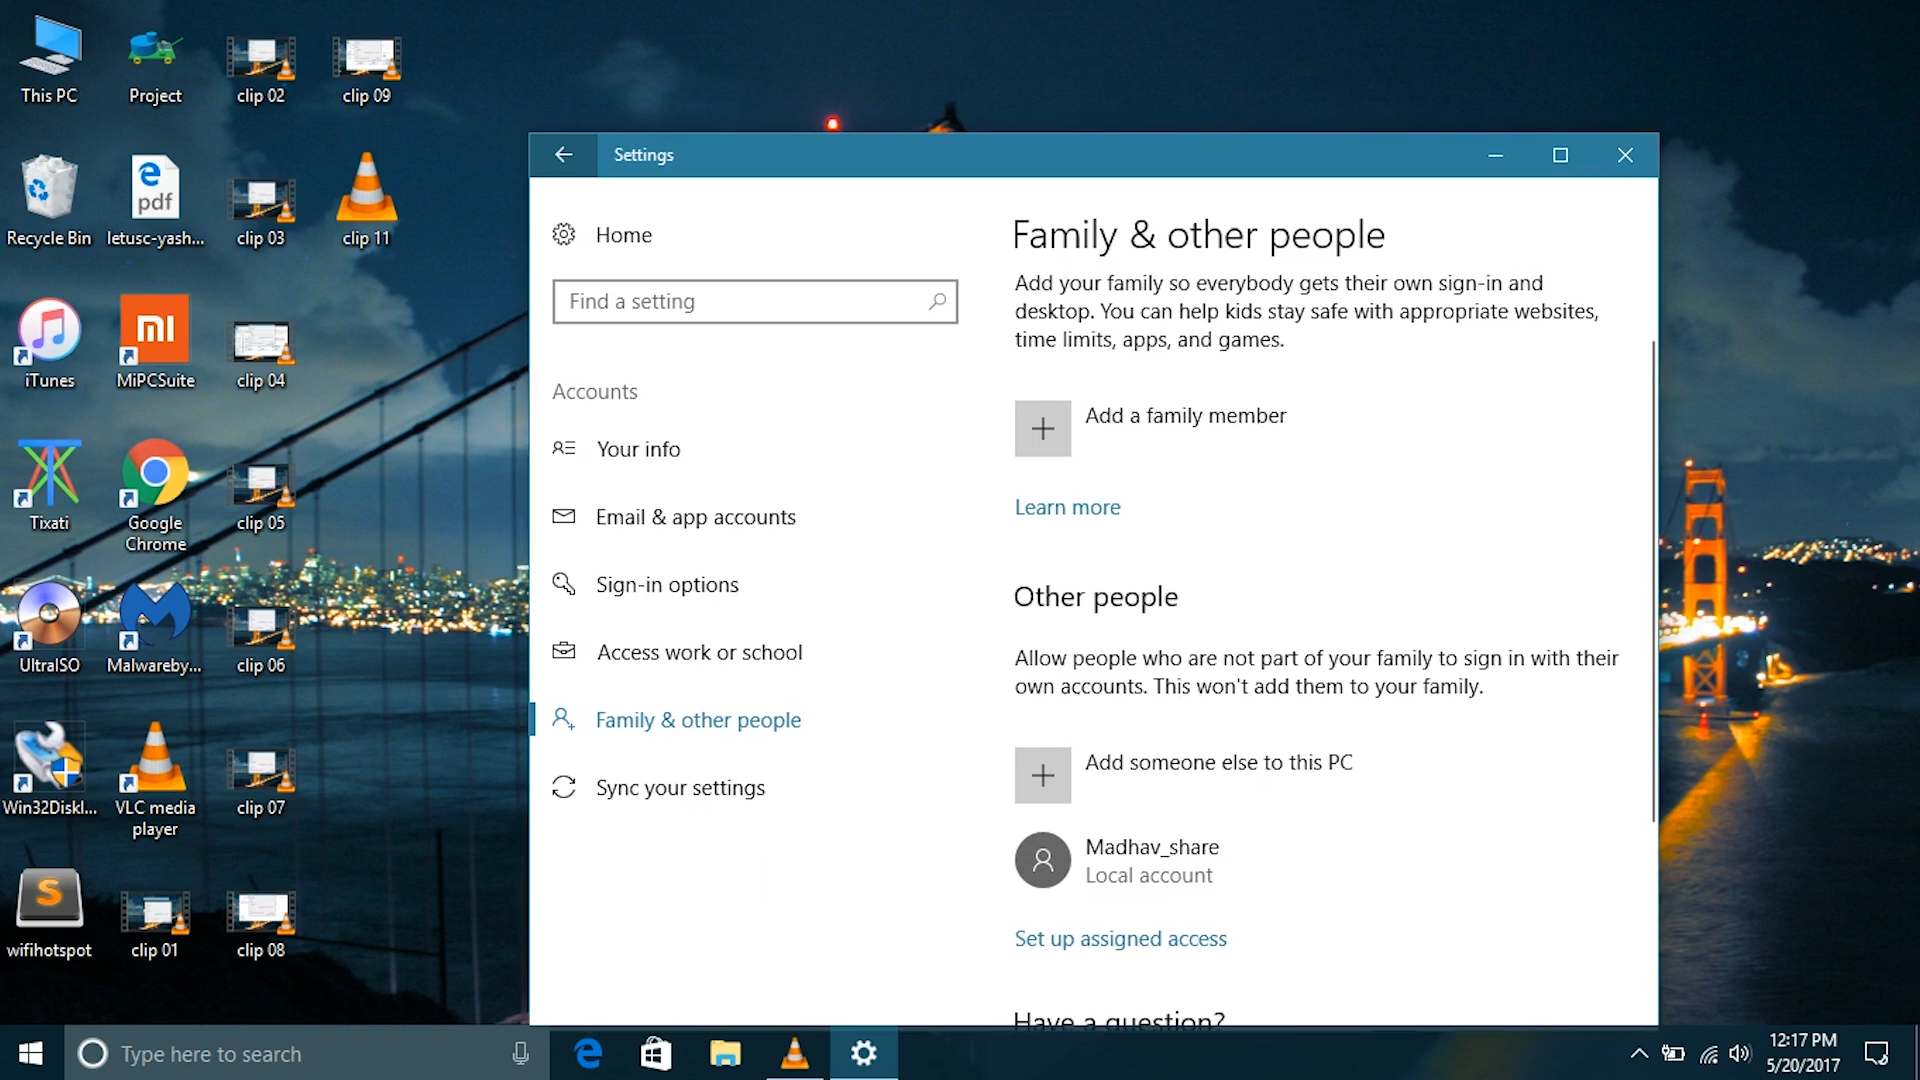 This PC
Project
clip 02
clip 09
Recycle Bin
pdf
letusc-yash...
clip 03
clip 11
iTunes
mi
MiPCSuite
clip 04
Tixati
Google
Chrome
clip 05
UltraISO
Malwareby...
clip 06
Win32DiskI...
VLC media
player
clip 07
S
wifihotspot
clip 01
clip 08
Settings
Home
Find a setting
Accounts
Your info
Email & app accounts
Sign-in options
Access work or school
Family & other people
Sync your settings
Family & other people
Add your family so everybody gets their own sign-in and
desktop. You can help kids stay safe with appropriate websites,
time limits, apps, and games.
Add a family member
Learn more
Other people
Allow people who are not part of your family to sign in with their
own accounts. This won't add them to your family.
Add someone else to this PC
Madhav_share
Local account
Set up assigned access
Have a question?
Type here to search
12:17 PM
5/20/2017